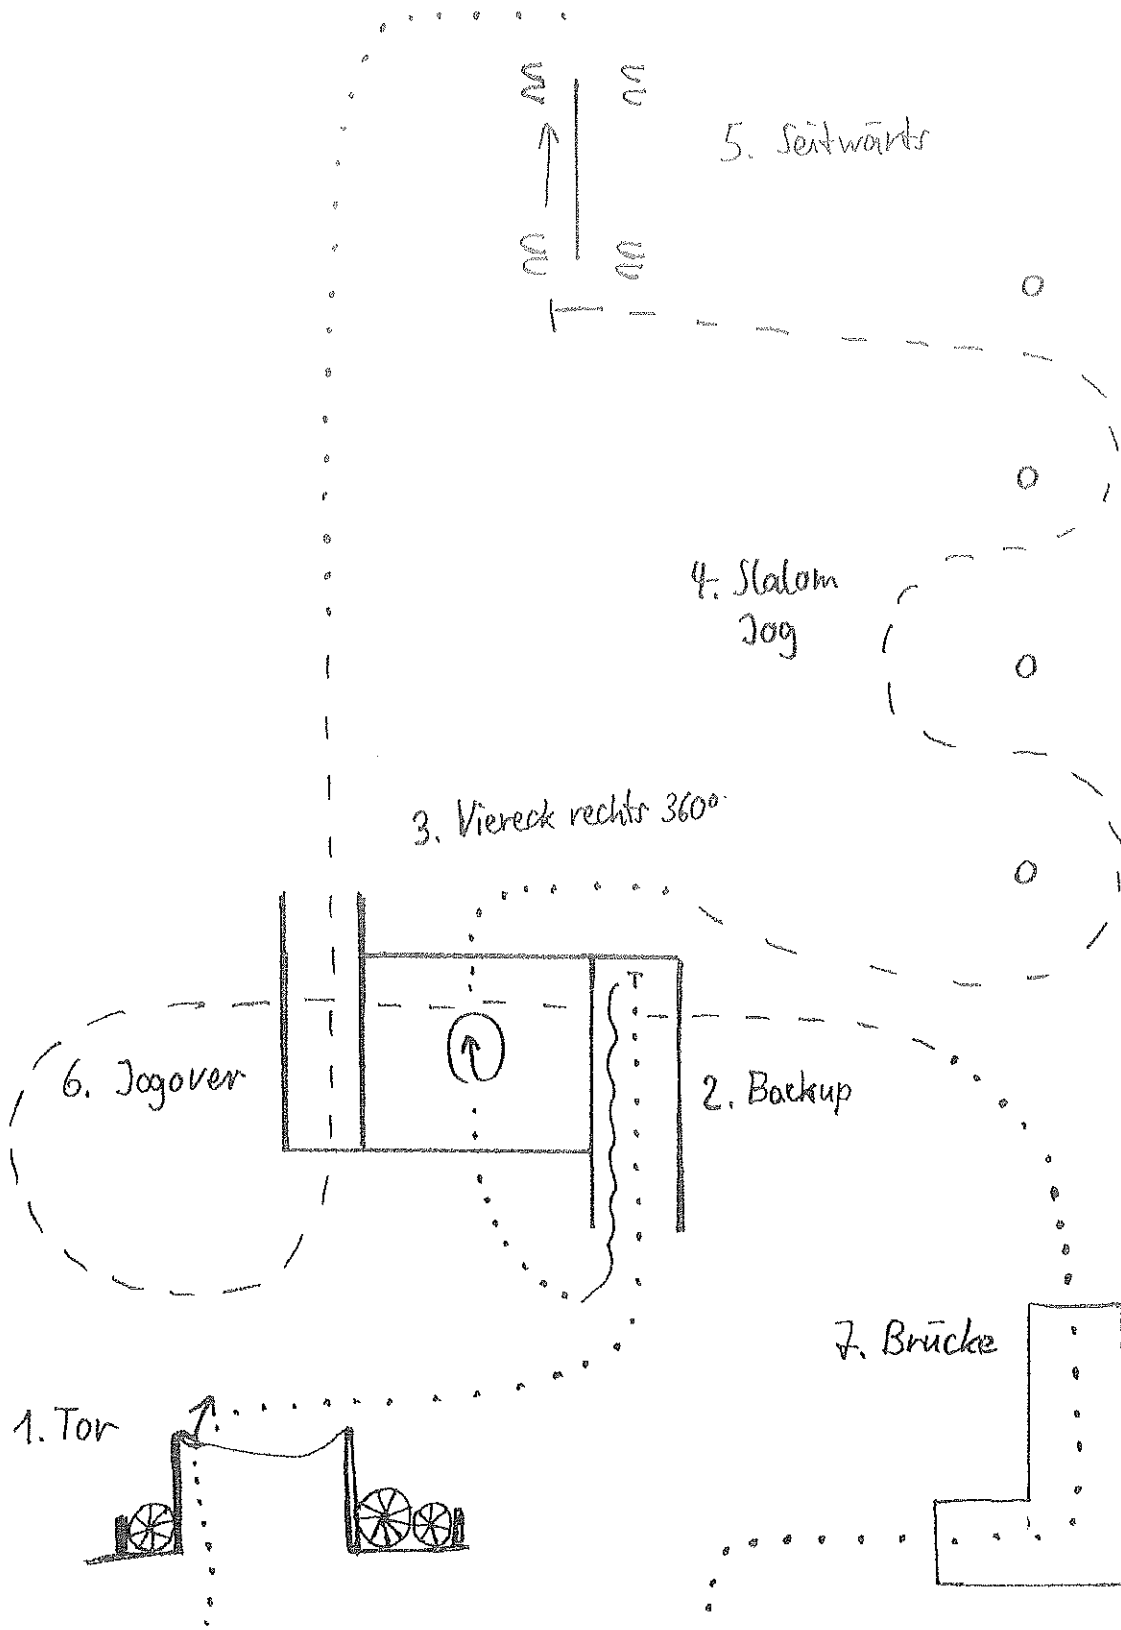 5. Seitwärts
4. Slalom
Jog
3. Viereck rechts 360°
6. Jogover
2. Backup
7. Brücke
1. Tor